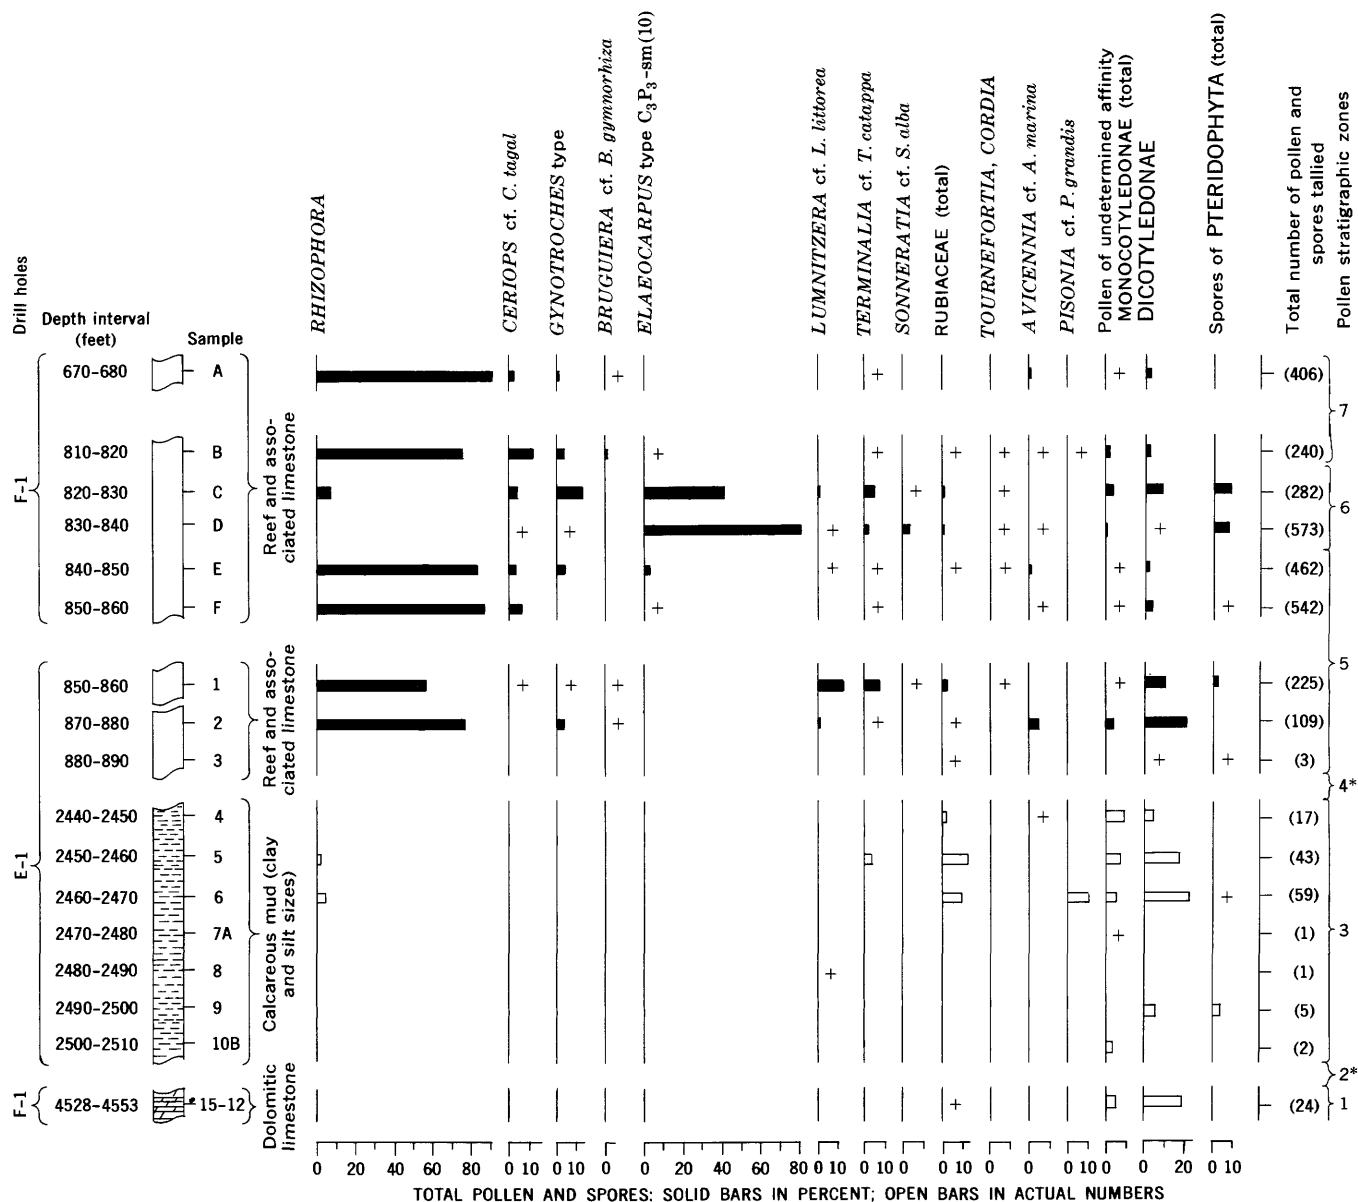 Drill holes
Depth interval
(feet)
Sample
RHIZOPHORA
CERIOPS cf. C. tagal
GYNOTROCHES type
BRUGUIERA cf. B. gymnorhiza
ELAEOCARPUS type C3P3-sm(10)
LUMNITZERA cf. L. littorea
TERMINALIA cf. T. catappa
SONNERATIA cf. S. alba
RUBIACEAE (total)
TOURNEFORTIA, CORDIA
AVICENNIA cf. A. marina
PISONIA cf. P. grandis
Pollen of undetermined affinity
MONOCOTYLEDONAE (total)
DICOTYLEDONAE
Spores of PTERIDOPHYTA (total)
Total number of pollen and
spores tallied
Pollen stratigraphic zones
F-1
Reef and asso-
ciated limestone
670-680 A + + + (406)
7
810-820 B + + + + + + (240)
820-830 C + + (282)
6
830-840 D + + + + + + (573)
840-850 E + + + + + (462)
850-860 F + + + + + (542)
E-1
Reef and asso-
ciated limestone
5
850-860 1 + + + + + + (225)
870-880 2 + + + (109)
880-890 3 + + + (3)
4*
Calcareous mud (clay
and silt sizes)
2440-2450 4 + (17)
2450-2460 5 (43)
2460-2470 6 + (59)
3
2470-2480 7A + (1)
2480-2490 8 + (1)
2490-2500 9 (5)
2500-2510 10B (2)
2*
F-1
Dolomitic
limestone
4528-4553 *15-12 + (24) 1
0 20 40 60 80 0 10 0 10 0 0 20 40 60 80 0 10 0 10 0 0 10 0 0 0 10 0 10 0 20 0 10
TOTAL POLLEN AND SPORES: SOLID BARS IN PERCENT; OPEN BARS IN ACTUAL NUMBERS